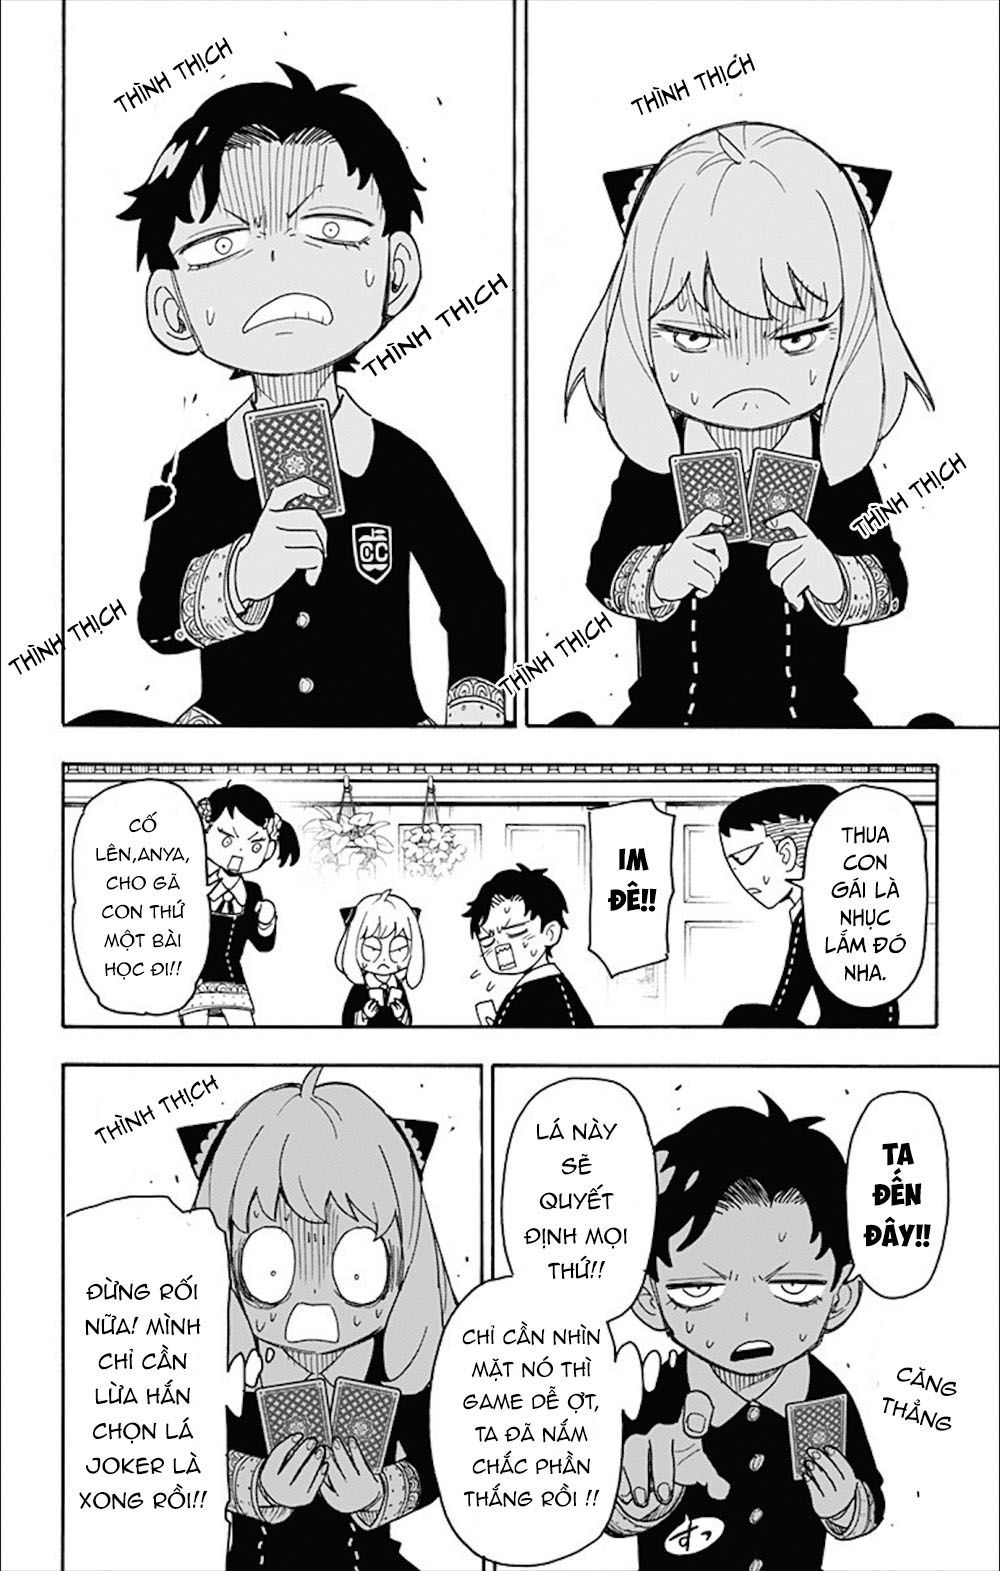 THÌNH THỊCH
THÌNH THỊCH
THÌNH THỊCH
THÌNH THỊCH
THÌNH THỊCH
THÌNH THỊCH
CC
THUA
CON
GÁI LÀ
NHỤC
LẮM ĐÓ
NHA.
IM
ĐÊ!!
CỐ
LÊN,ANYA,
CHO GÃ
CON THỨ
MỘT BÀI
HỌC ĐI!!
TA
ĐẾN
ĐÂY!!
LÁ NÀY
SẼ
QUYẾT
ĐỊNH MỌI
THỨ!!
CHỈ CẦN NHÌN
MẶT NÓ THÌ
GAME DỄ ỢT,
TA ĐÃ NẮM
CHẮC PHẦN
THẮNG RỒI !!
CĂNG
THẲNG
すっ
THÌNH THỊCH
ĐỪNG RỐI
NỮA! MÌNH
CHỈ CẦN
LỪA HẮN
CHỌN LÁ
JOKER LÀ
XONG RỒI!!